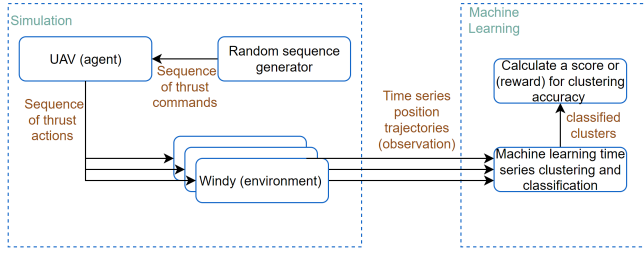 Simulation
UAV (agent)
Random sequence
generator
Sequence
of thrust
commands
Sequence
of thrust
actions
Windy (environment)
Time series
position
trajectories
(observation)
Machine
Learning
Calculate a score or
(reward) for clustering
accuracy
classified
clusters
Machine learning time
series clustering and
classification